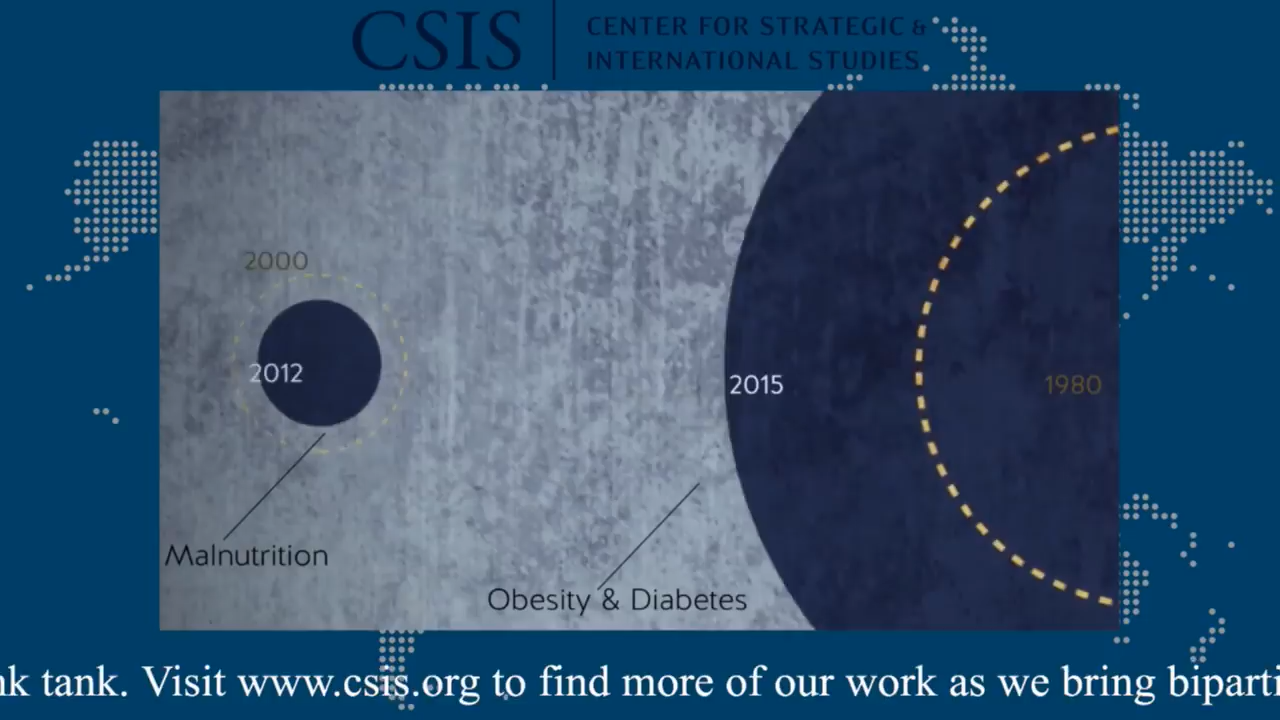 CSIS
CENTER FOR STRATEGIC &
INTERNATIONAL STUDIES
2000
2012
2015
1980
Malnutrition
Obesity & Diabetes
nk tank. Visit www.csis.org to find more of our work as we bring biparti